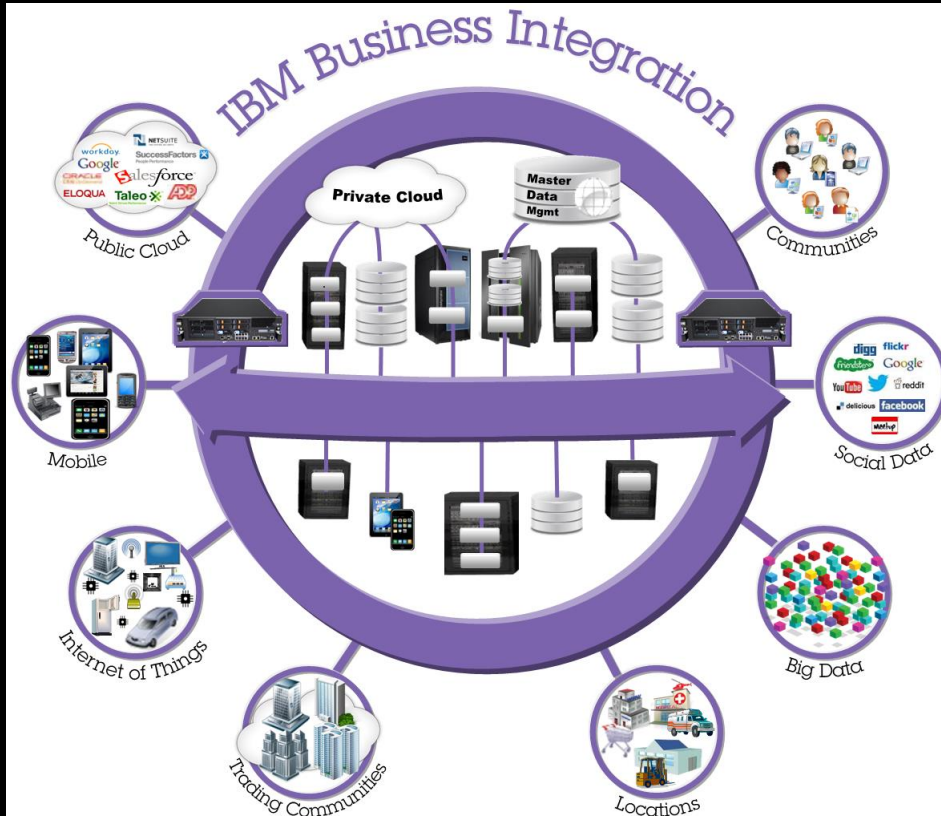 IBM Business Integration
NETSUITE
workday.
Google
SuccessFactors
ORACLE
salesforce
ELOQUA
Taleo
ADP
Public Cloud
Private Cloud
Master
Data
Mgmt
Communities
Mobile
digg
flickr
friendster
Google
YouTube
reddit
delicious
facebook
meetup
Social Data
Internet of Things
Big Data
Trading Communities
Locations